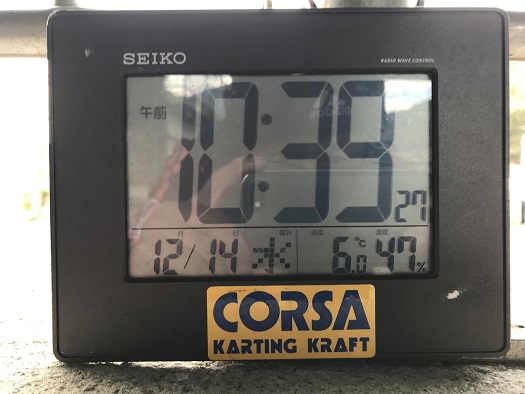 SEIKO
RADIO WAVE CONTROL
午前 10:39 27
月 日 曜日 温度 湿度
12/14 水 6.0 ℃ 47 %
CORSA
KARTING KRAFT